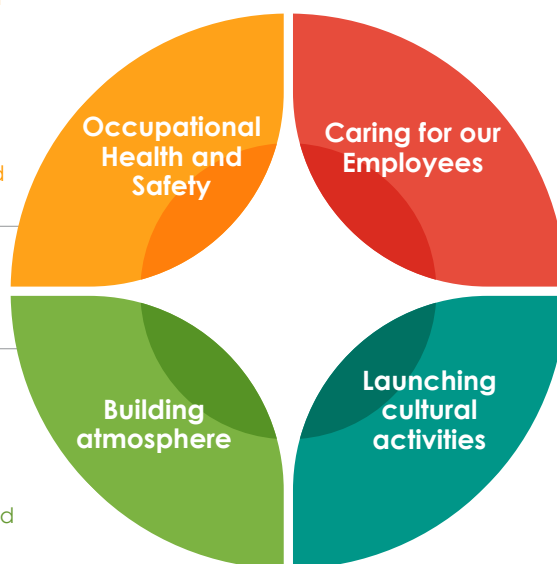 Occupational
Health and
Safety
Caring for our
Employees
Building
atmosphere
Launching
cultural
activities